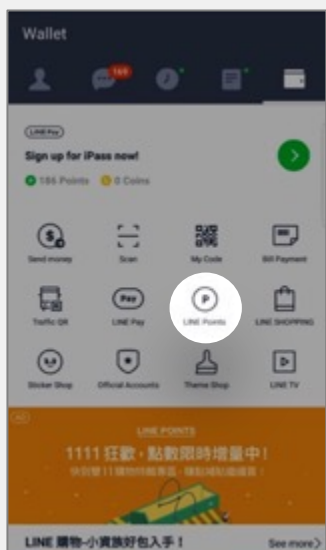 Wallet
169
LINE Pay
Sign up for iPass now!
P 186 Points 0 Coins
Send money Scan My Code Bill Payment
Pay P
Traffic QR LINE Pay LINE Points LINE SHOPPING
Sticker Shop Official Accounts Theme Shop LINE TV
AD
LINE POINTS
1111 狂歡，點數限時增量中！
LINE 購物-小資族好包入手！ See more